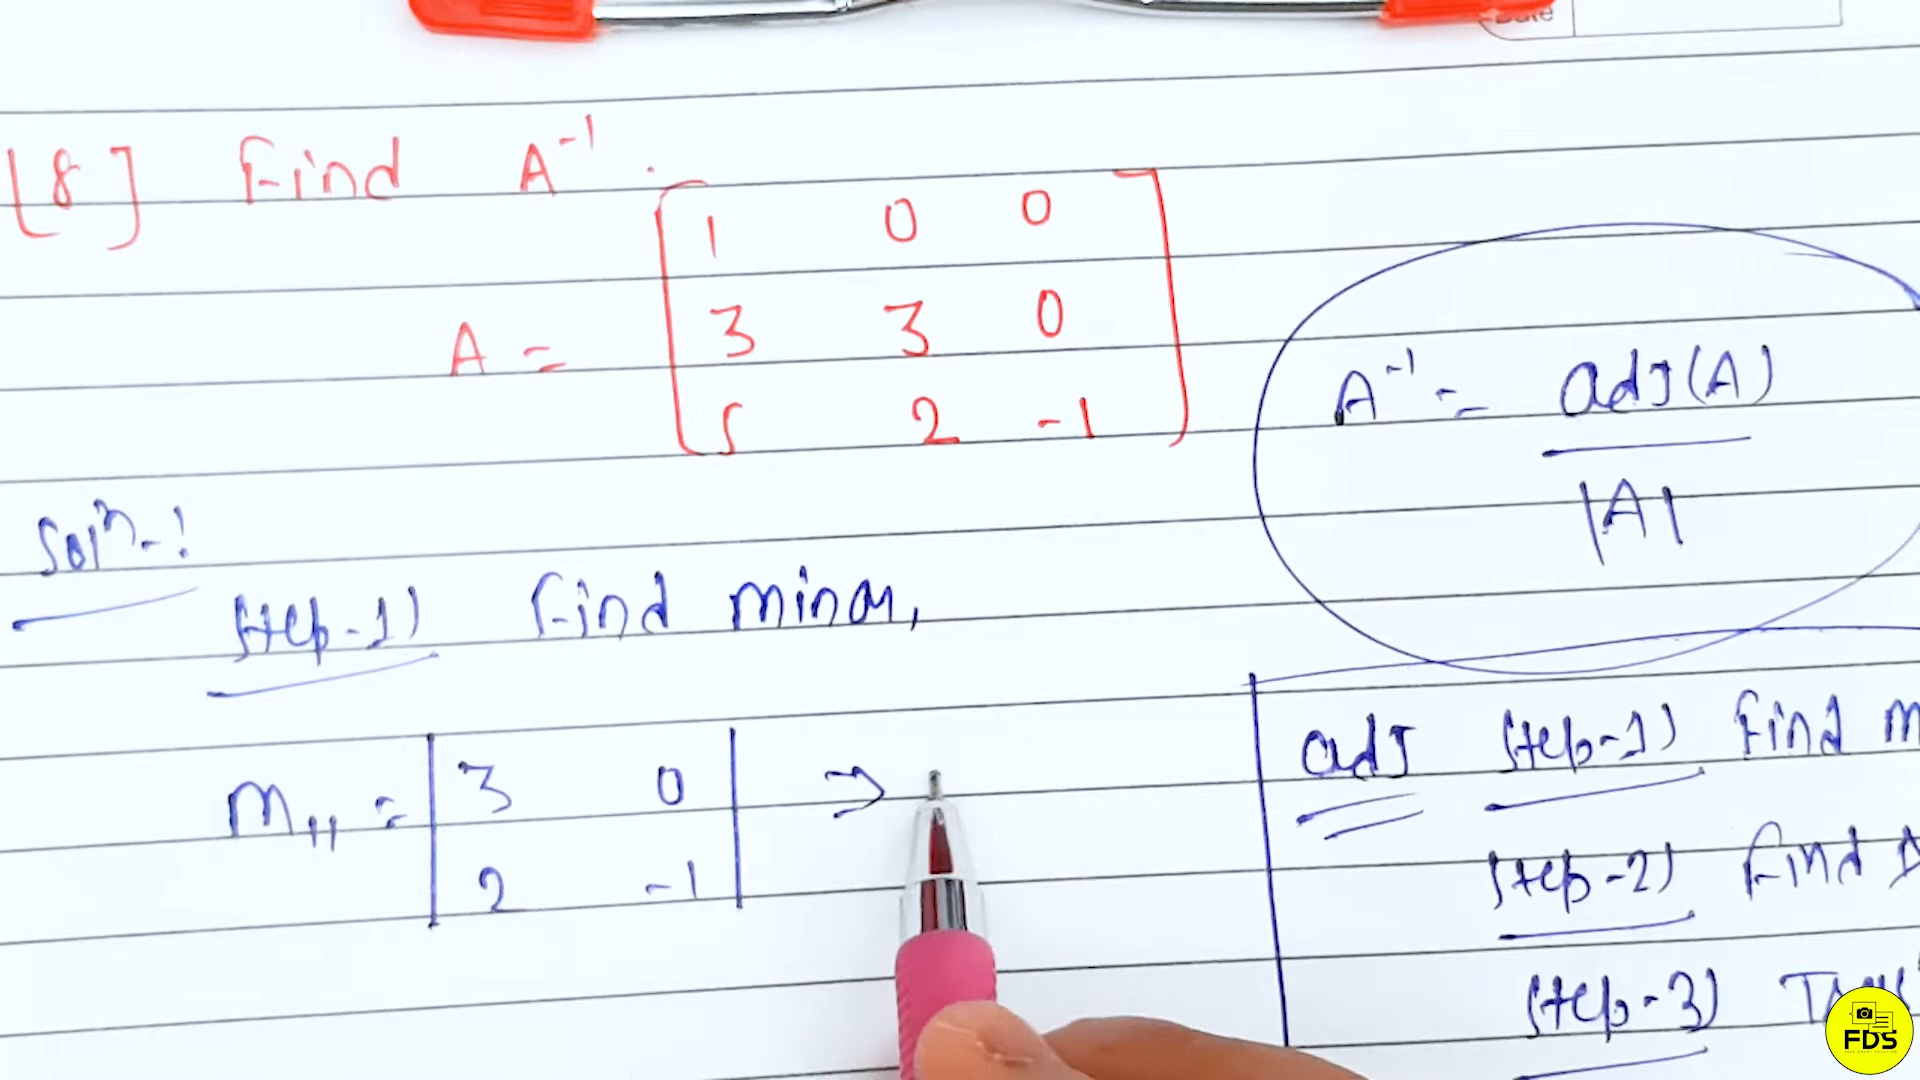 Date
[8] Find A⁻¹.
A = [ 1 0 0
3 3 0
5 2 -1 ]
A⁻¹ = adj(A)
|A|
Solⁿ-:
Step-1) Find minor,
M₁₁ = | 3 0 | ⇒
| 2 -1 |
adj Step-1) Find m
Step-2) Find
Step-3)
FDS